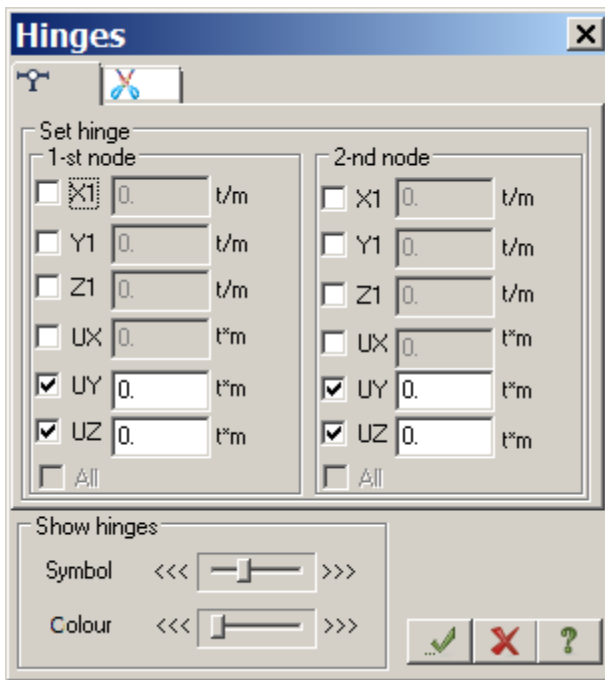 Hinges
Set hinge
1-st node
X1 0. t/m
Y1 0. t/m
Z1 0. t/m
UX 0. t*m
UY 0. t*m
UZ 0. t*m
All
2-nd node
X1 0. t/m
Y1 0. t/m
Z1 0. t/m
UX 0. t*m
UY 0. t*m
UZ 0. t*m
All
Show hinges
Symbol <<< >>>
Colour <<< >>>
?